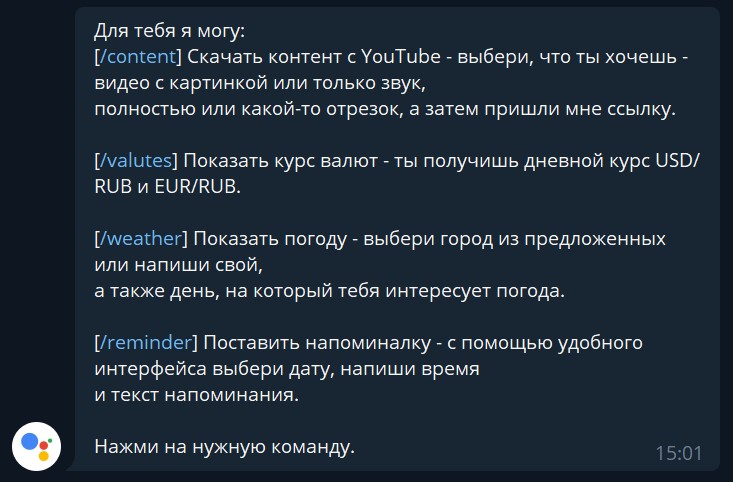 Для тебя я могу:
[/content] Скачать контент с YouTube - выбери, что ты хочешь -
видео с картинкой или только звук,
полностью или какой-то отрезок, а затем пришли мне ссылку.
[/valutes] Показать курс валют - ты получишь дневной курс USD/
RUB и EUR/RUB.
[/weather] Показать погоду - выбери город из предложенных
или напиши свой,
а также день, на который тебя интересует погода.
[/reminder] Поставить напоминалку - с помощью удобного
интерфейса выбери дату, напиши время
и текст напоминания.
Нажми на нужную команду.
15:01